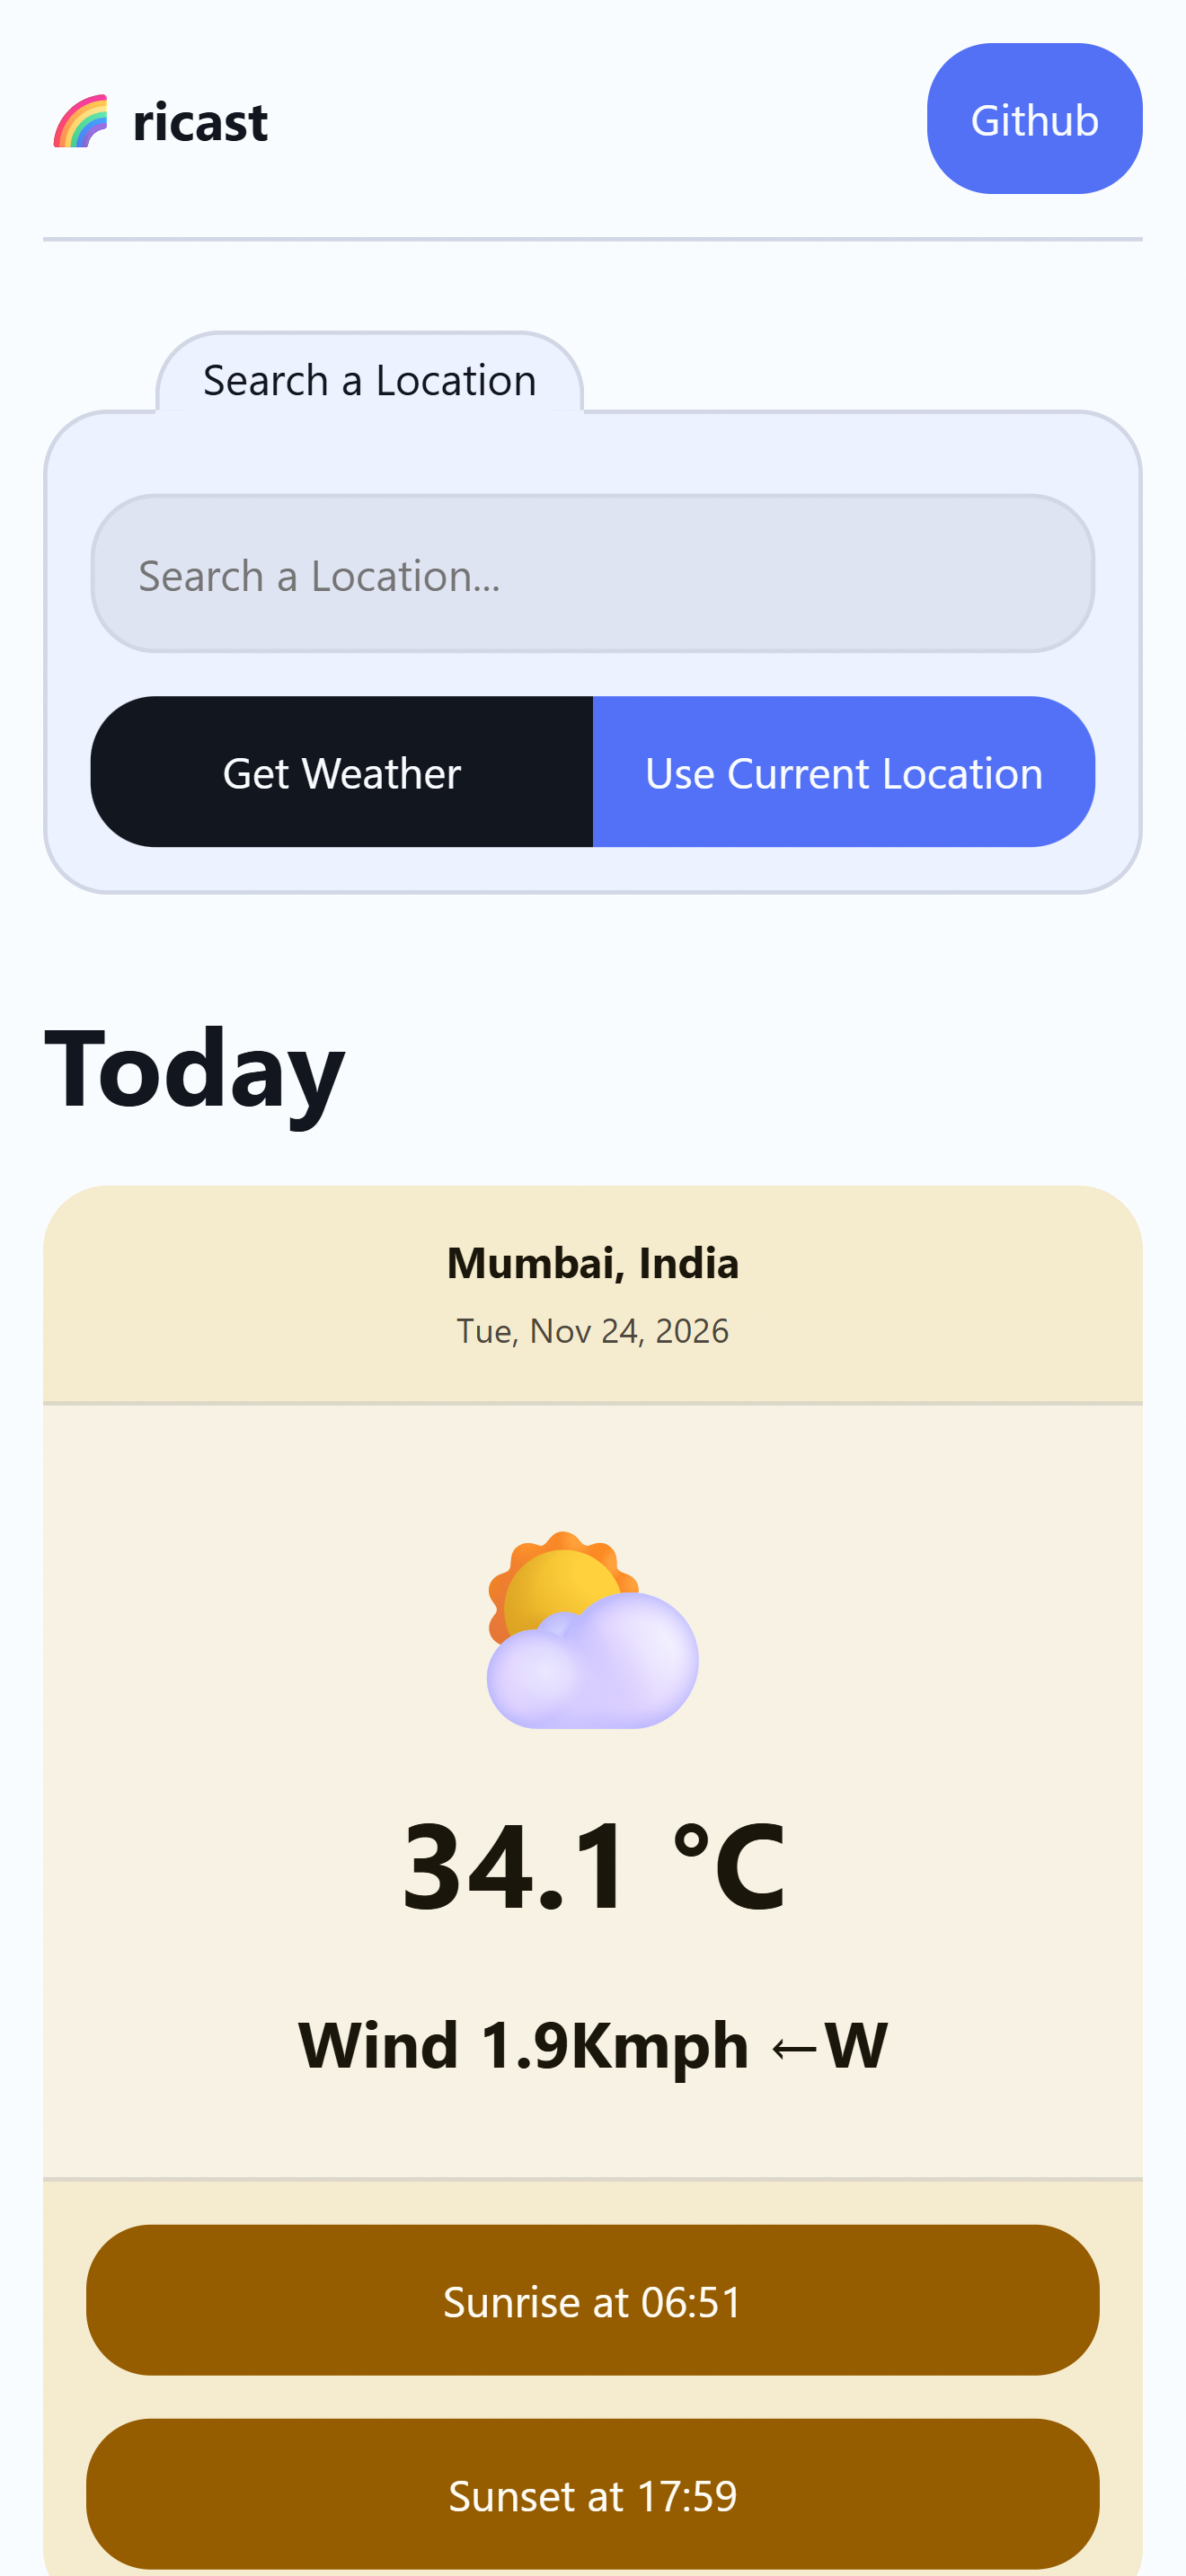 ricast
Github
Search a Location
Search a Location...
Get Weather
Use Current Location
Today
Mumbai, India
Tue, Nov 24, 2026
34.1 °C
Wind 1.9Kmph ←W
Sunrise at 06:51
Sunset at 17:59